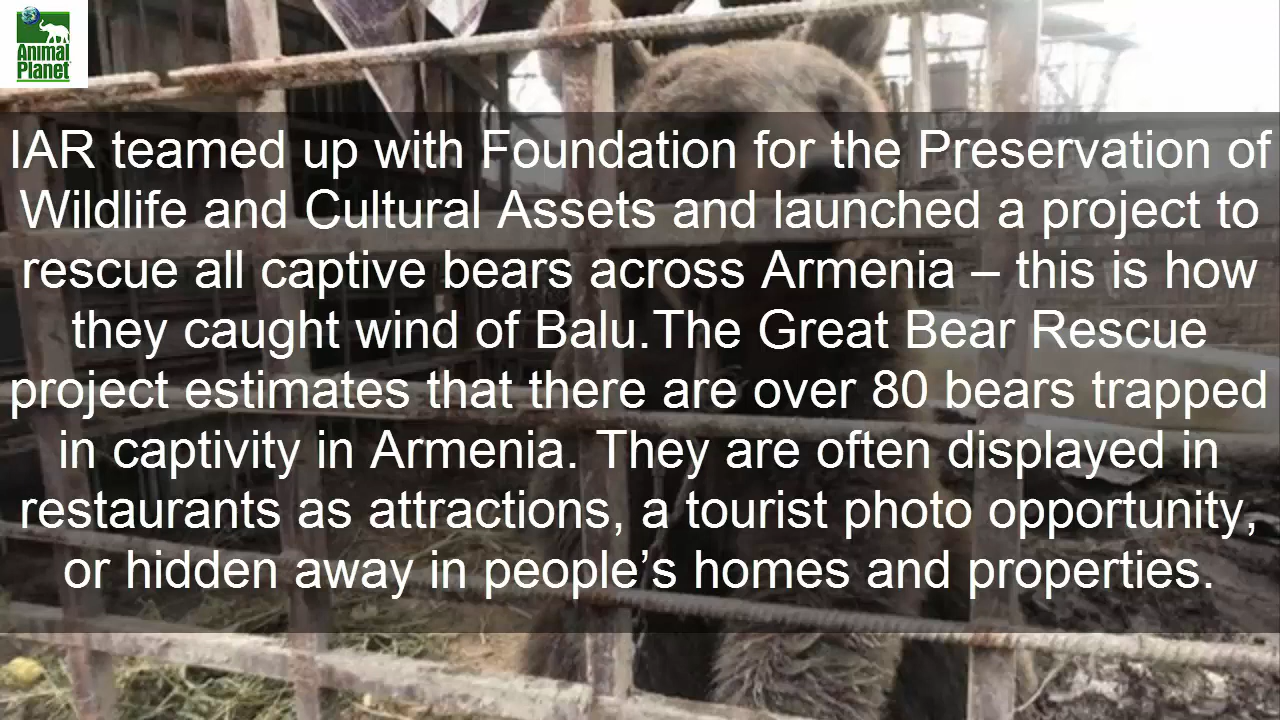 Animal
Planet
IAR teamed up with Foundation for the Preservation of
Wildlife and Cultural Assets and launched a project to
rescue all captive bears across Armenia – this is how
they caught wind of Balu.The Great Bear Rescue
project estimates that there are over 80 bears trapped
in captivity in Armenia. They are often displayed in
restaurants as attractions, a tourist photo opportunity,
or hidden away in people’s homes and properties.